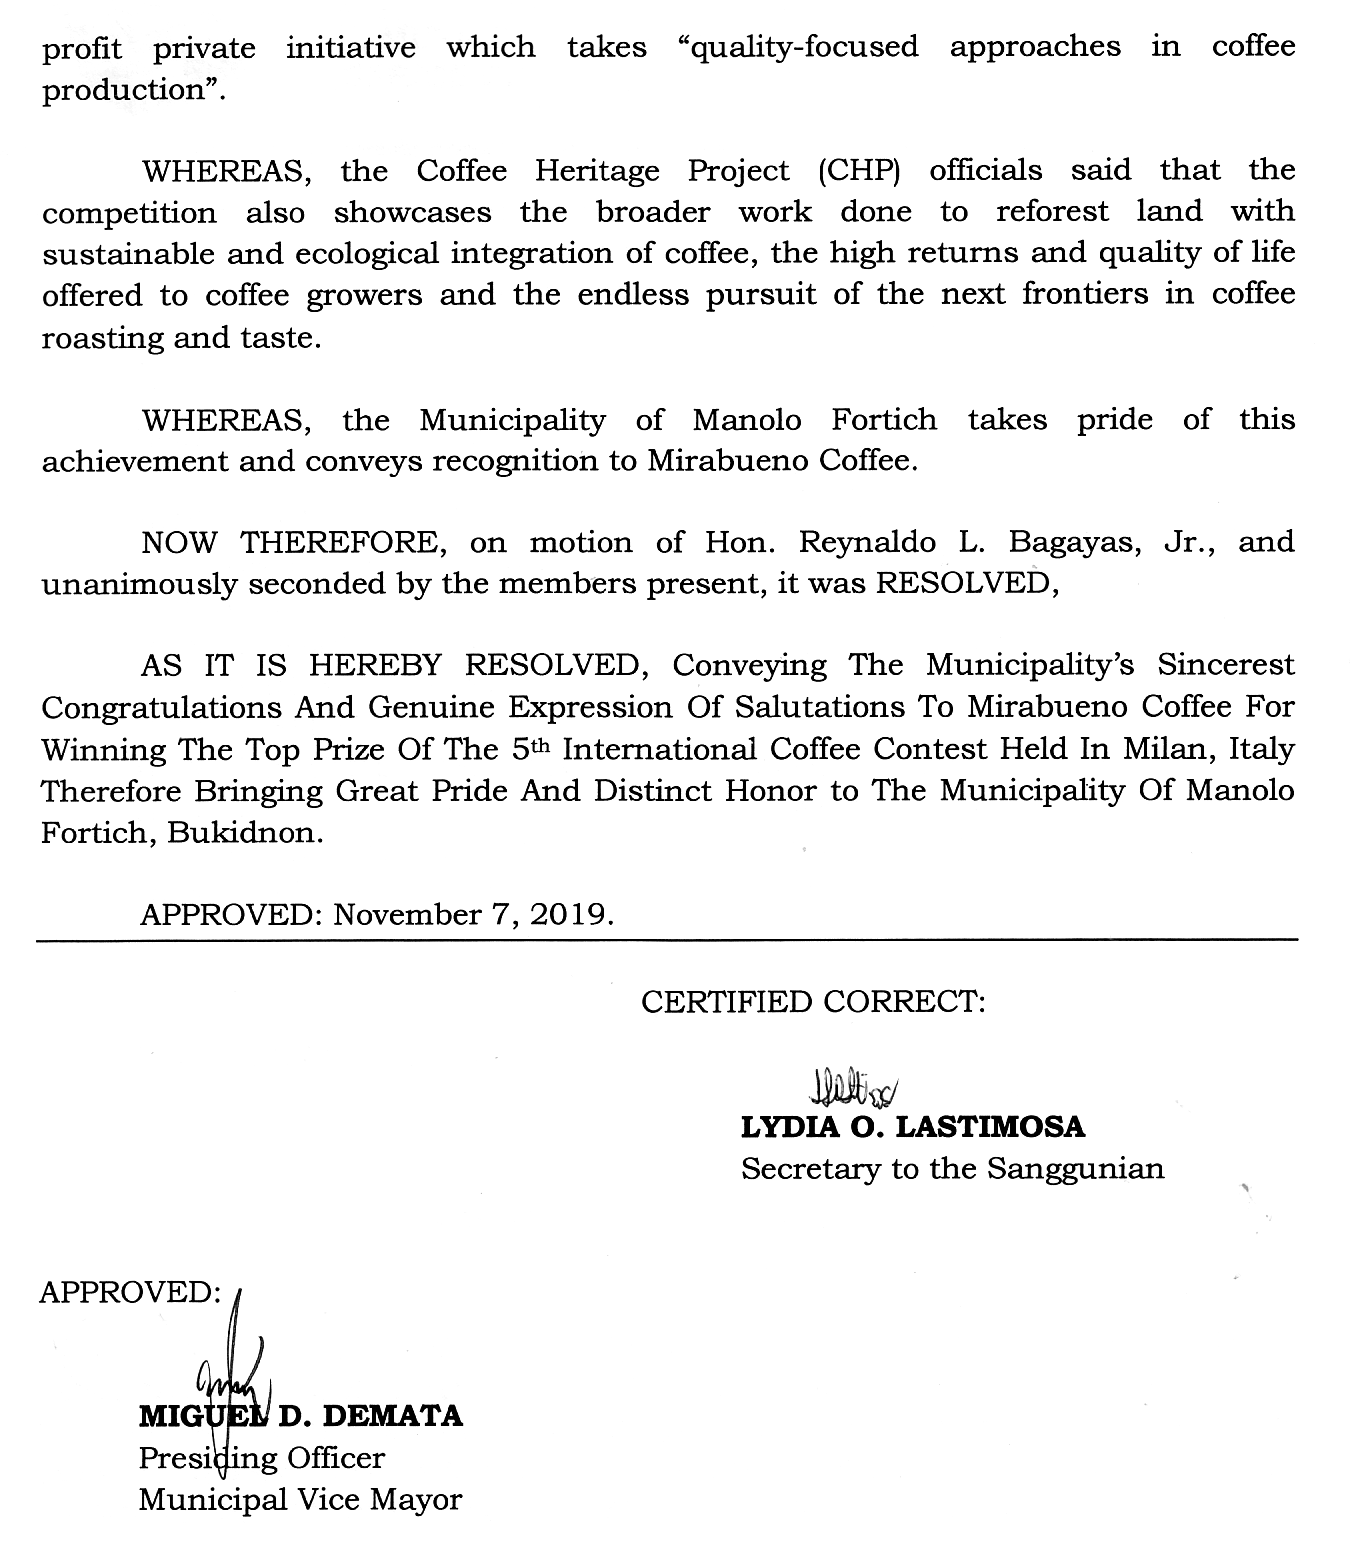 profit private initiative which takes “quality-focused approaches in coffee
production”.
WHEREAS, the Coffee Heritage Project (CHP) officials said that the
competition also showcases the broader work done to reforest land with
sustainable and ecological integration of coffee, the high returns and quality of life
offered to coffee growers and the endless pursuit of the next frontiers in coffee
roasting and taste.
WHEREAS, the Municipality of Manolo Fortich takes pride of this
achievement and conveys recognition to Mirabueno Coffee.
NOW THEREFORE, on motion of Hon. Reynaldo L. Bagayas, Jr., and
unanimously seconded by the members present, it was RESOLVED,
AS IT IS HEREBY RESOLVED, Conveying The Municipality’s Sincerest
Congratulations And Genuine Expression Of Salutations To Mirabueno Coffee For
Winning The Top Prize Of The 5th International Coffee Contest Held In Milan, Italy
Therefore Bringing Great Pride And Distinct Honor to The Municipality Of Manolo
Fortich, Bukidnon.
APPROVED: November 7, 2019.
CERTIFIED CORRECT:
LYDIA O. LASTIMOSA
Secretary to the Sanggunian
APPROVED:
MIGUEL D. DEMATA
Presiding Officer
Municipal Vice Mayor